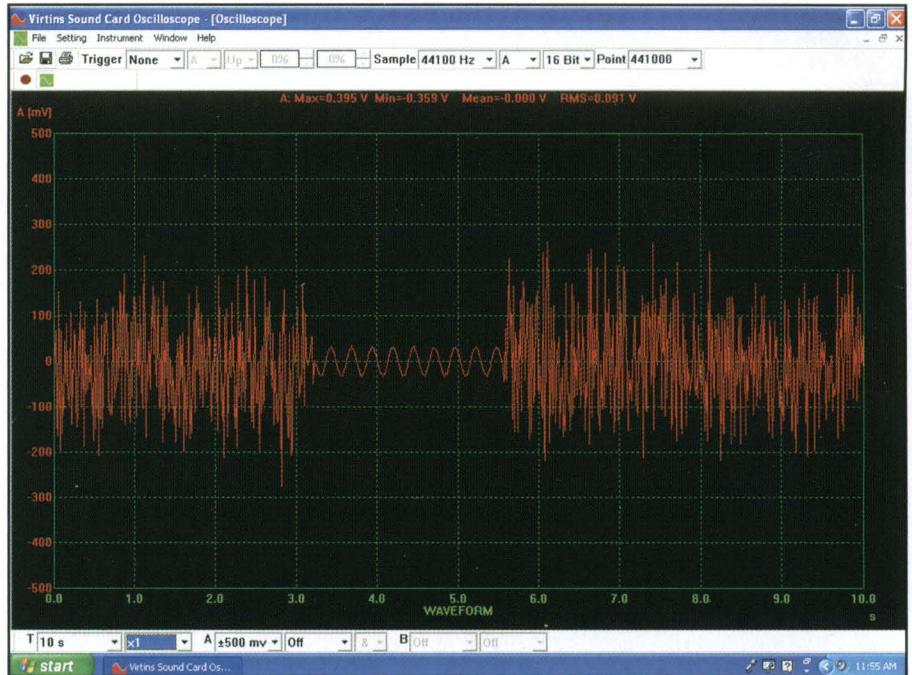 Virtins Sound Card Oscilloscope - [Oscilloscope]
File Setting Instrument Window Help
Trigger None A Up 0% 0% Sample 44100 Hz A 16 Bit Point 441000
A: Max=0.395 V Min=-0.359 V Mean=-0.000 V RMS=0.091 V
A [mV]
500
400
300
200
100
0
-100
-200
-300
-400
-500
0.0 1.0 2.0 3.0 4.0 5.0 6.0 7.0 8.0 9.0 10.0
WAVEFORM
s
T 10 s x1 A ±500 mv Off & B Off Off
start Virtins Sound Card Os... 11:55 AM